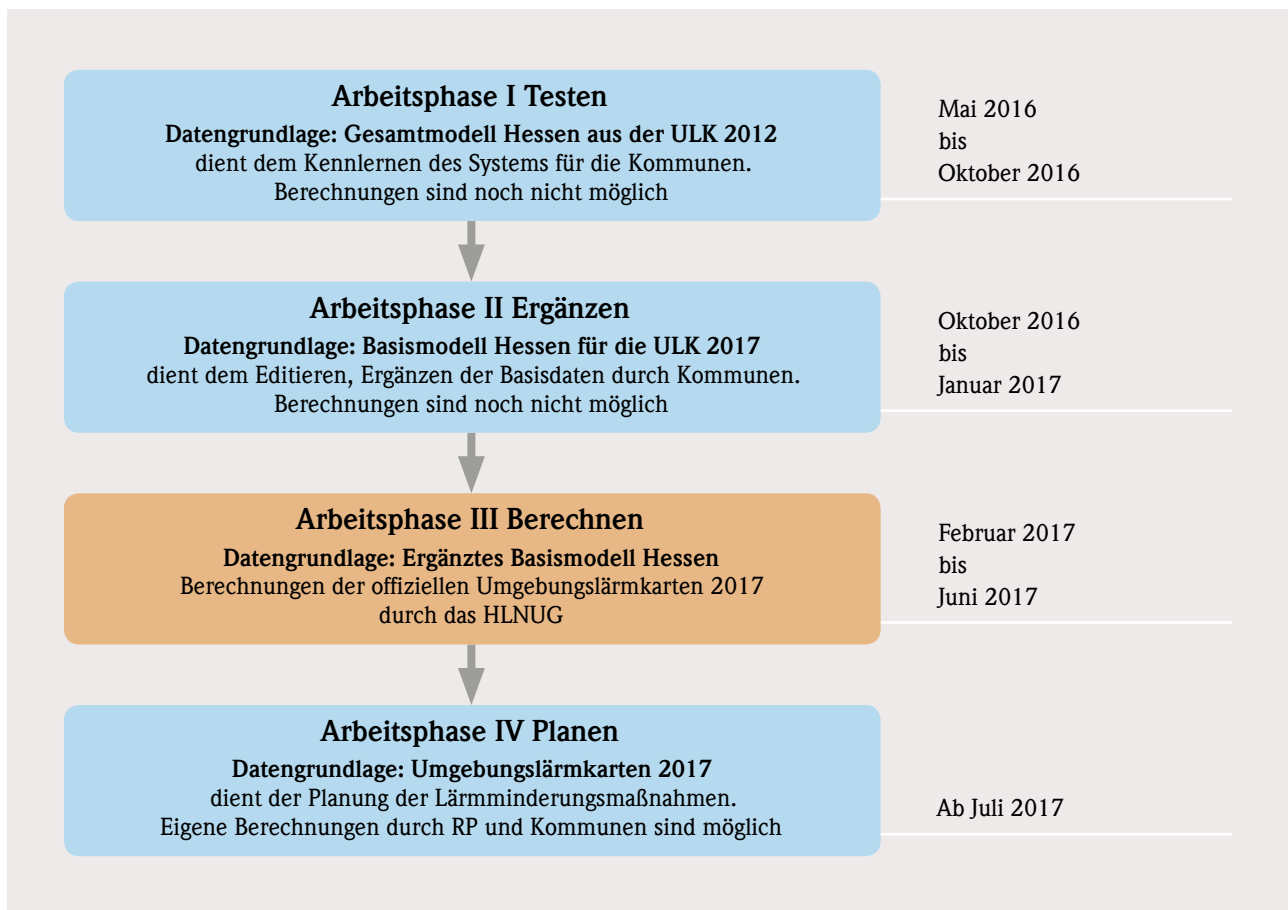 Arbeitsphase I Testen
Datengrundlage: Gesamtmodell Hessen aus der ULK 2012
dient dem Kennlernen des Systems für die Kommunen.
Berechnungen sind noch nicht möglich
Mai 2016
bis
Oktober 2016
Arbeitsphase II Ergänzen
Datengrundlage: Basismodell Hessen für die ULK 2017
dient dem Editieren, Ergänzen der Basisdaten durch Kommunen.
Berechnungen sind noch nicht möglich
Oktober 2016
bis
Januar 2017
Arbeitsphase III Berechnen
Datengrundlage: Ergänztes Basismodell Hessen
Berechnungen der offiziellen Umgebungslärmkarten 2017
durch das HLNUG
Februar 2017
bis
Juni 2017
Arbeitsphase IV Planen
Datengrundlage: Umgebungslärmkarten 2017
dient der Planung der Lärmminderungsmaßnahmen.
Eigene Berechnungen durch RP und Kommunen sind möglich
Ab Juli 2017